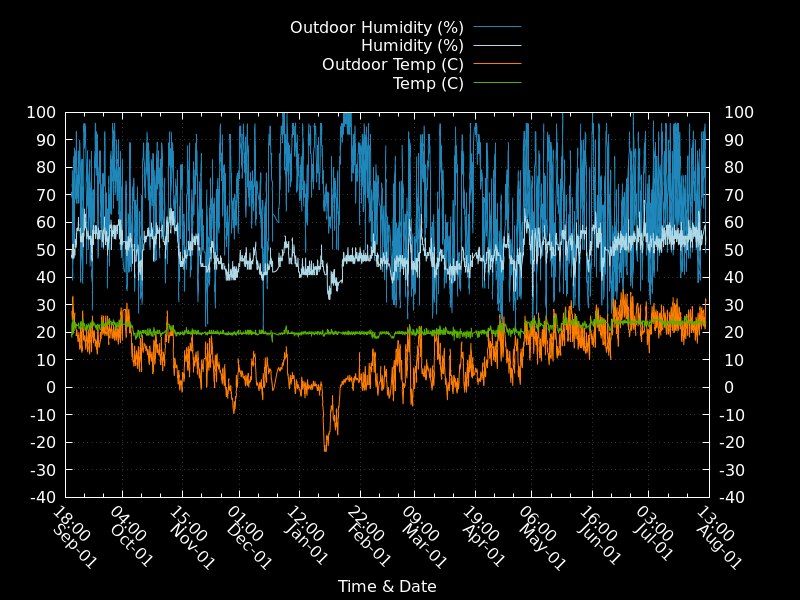 Outdoor Humidity (%)
Humidity (%)
Outdoor Temp (C)
Temp (C)
100 100
90 90
80 80
70 70
60 60
50 50
40 40
30 30
20 20
10 10
0 0
-10 -10
-20 -20
-30 -30
-40 -40
18:00 Sep-01
04:00 Oct-01
15:00 Nov-01
01:00 Dec-01
12:00 Jan-01
22:00 Feb-01
09:00 Mar-01
19:00 Apr-01
06:00 May-01
16:00 Jun-01
03:00 Jul-01
13:00 Aug-01
Time & Date